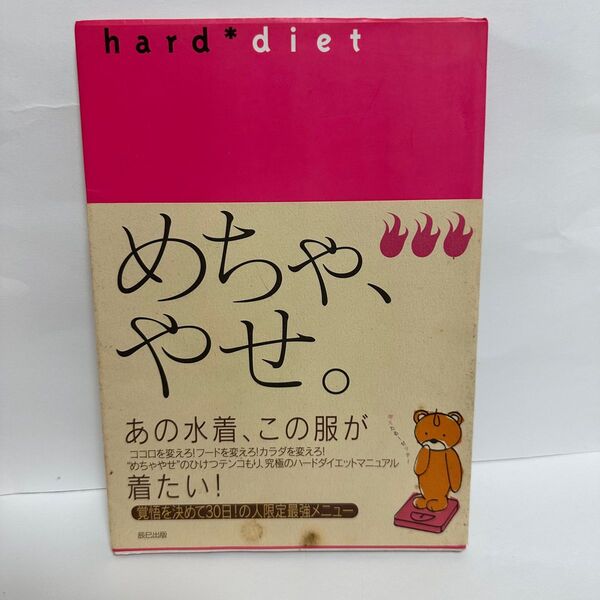 hard*diet
めちゃ、
やせ。
あの水着、この服が
ココロを変えろ!フードを変えろ!カラダを変えろ!
"めちゃやせ"のひけつテンコもり、究極のハードダイエットマニュアル
着たい!
覚悟を決めて30日!の人限定最強メニュー
辰巳出版